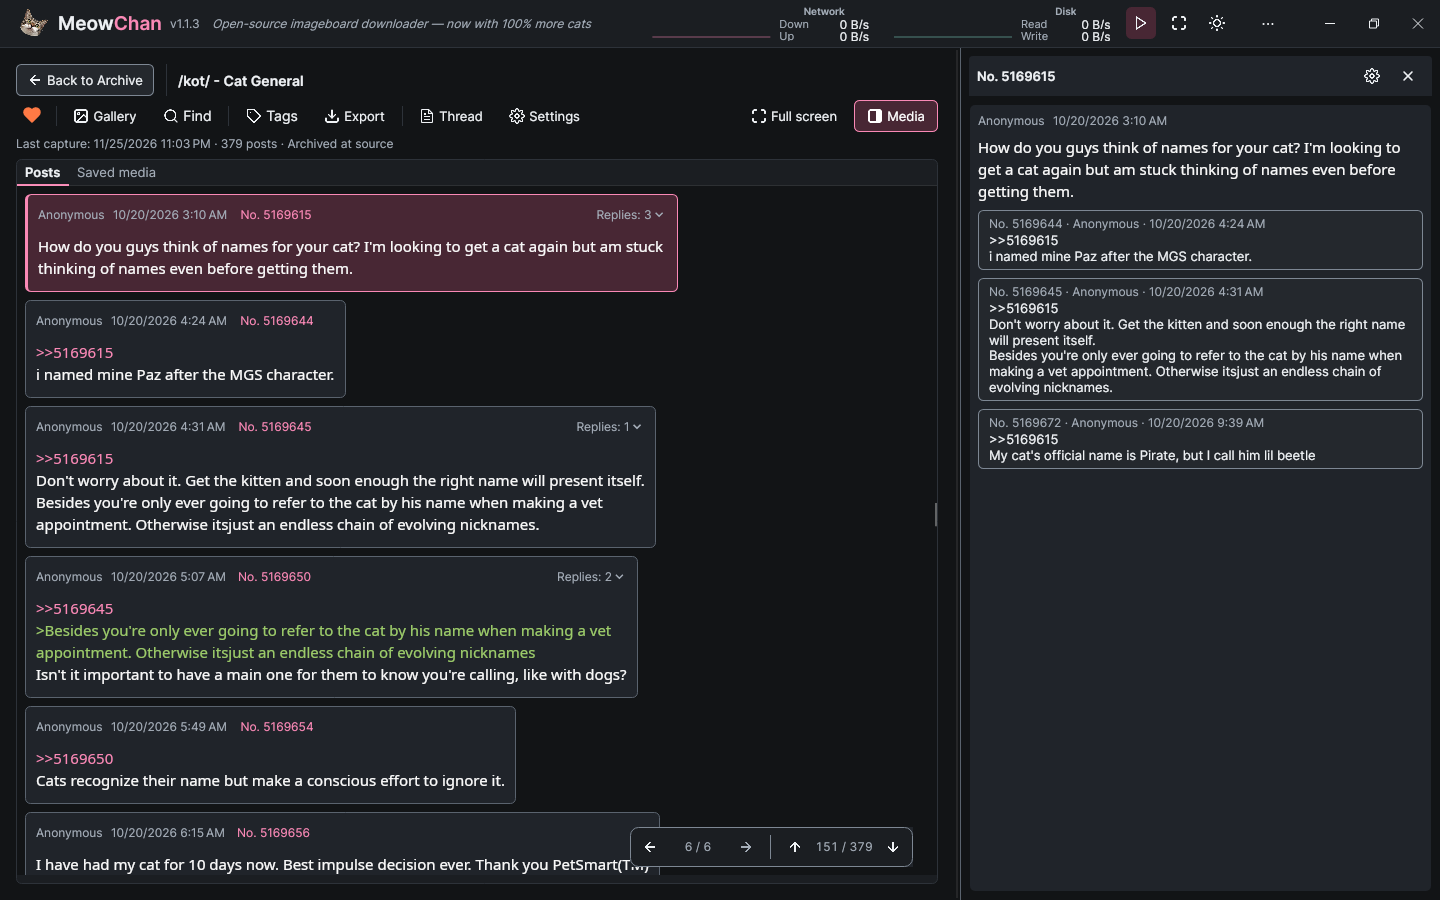 MeowChan v1.1.3 Open-source imageboard downloader — now with 100% more cats
Network
Down 0 B/s
Up 0 B/s
Disk
Read 0 B/s
Write 0 B/s
Back to Archive
/kot/ - Cat General
Gallery Find Tags Export Thread Settings Full screen Media
Last capture: 11/25/2026 11:03 PM · 379 posts · Archived at source
Posts Saved media
Anonymous 10/20/2026 3:10 AM No. 5169615 Replies: 3
How do you guys think of names for your cat? I'm looking to get a cat again but am stuck
thinking of names even before getting them.
Anonymous 10/20/2026 4:24 AM No. 5169644
>>5169615
i named mine Paz after the MGS character.
Anonymous 10/20/2026 4:31 AM No. 5169645 Replies: 1
>>5169615
Don't worry about it. Get the kitten and soon enough the right name will present itself.
Besides you're only ever going to refer to the cat by his name when making a vet
appointment. Otherwise itsjust an endless chain of evolving nicknames.
Anonymous 10/20/2026 5:07 AM No. 5169650 Replies: 2
>>5169645
>Besides you're only ever going to refer to the cat by his name when making a vet
appointment. Otherwise itsjust an endless chain of evolving nicknames
Isn't it important to have a main one for them to know you're calling, like with dogs?
Anonymous 10/20/2026 5:49 AM No. 5169654
>>5169650
Cats recognize their name but make a conscious effort to ignore it.
Anonymous 10/20/2026 6:15 AM No. 5169656
I have had my cat for 10 days now. Best impulse decision ever. Thank you PetSmart(TM)
6 / 6 151 / 379
No. 5169615
Anonymous 10/20/2026 3:10 AM
How do you guys think of names for your cat? I'm looking to
get a cat again but am stuck thinking of names even before
getting them.
No. 5169644 · Anonymous · 10/20/2026 4:24 AM
>>5169615
i named mine Paz after the MGS character.
No. 5169645 · Anonymous · 10/20/2026 4:31 AM
>>5169615
Don't worry about it. Get the kitten and soon enough the right name
will present itself.
Besides you're only ever going to refer to the cat by his name when
making a vet appointment. Otherwise itsjust an endless chain of
evolving nicknames.
No. 5169672 · Anonymous · 10/20/2026 9:39 AM
>>5169615
My cat's official name is Pirate, but I call him lil beetle